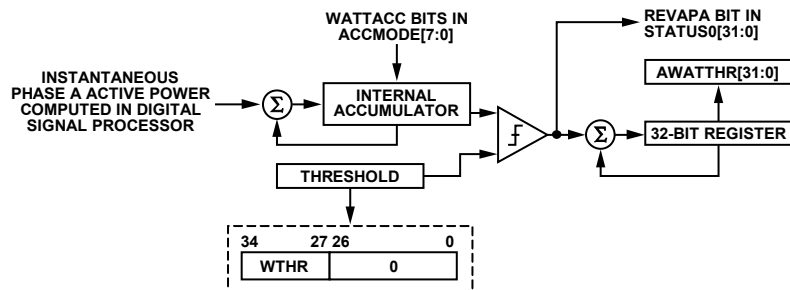 WATTACC BITS IN
ACCMODE[7:0]
REVAPA BIT IN
STATUS0[31:0]
INSTANTANEOUS
PHASE A ACTIVE POWER
COMPUTED IN DIGITAL
SIGNAL PROCESSOR
Σ
INTERNAL
ACCUMULATOR
AWATTHR[31:0]
Σ
32-BIT REGISTER
THRESHOLD
34 27 26 0
WTHR 0